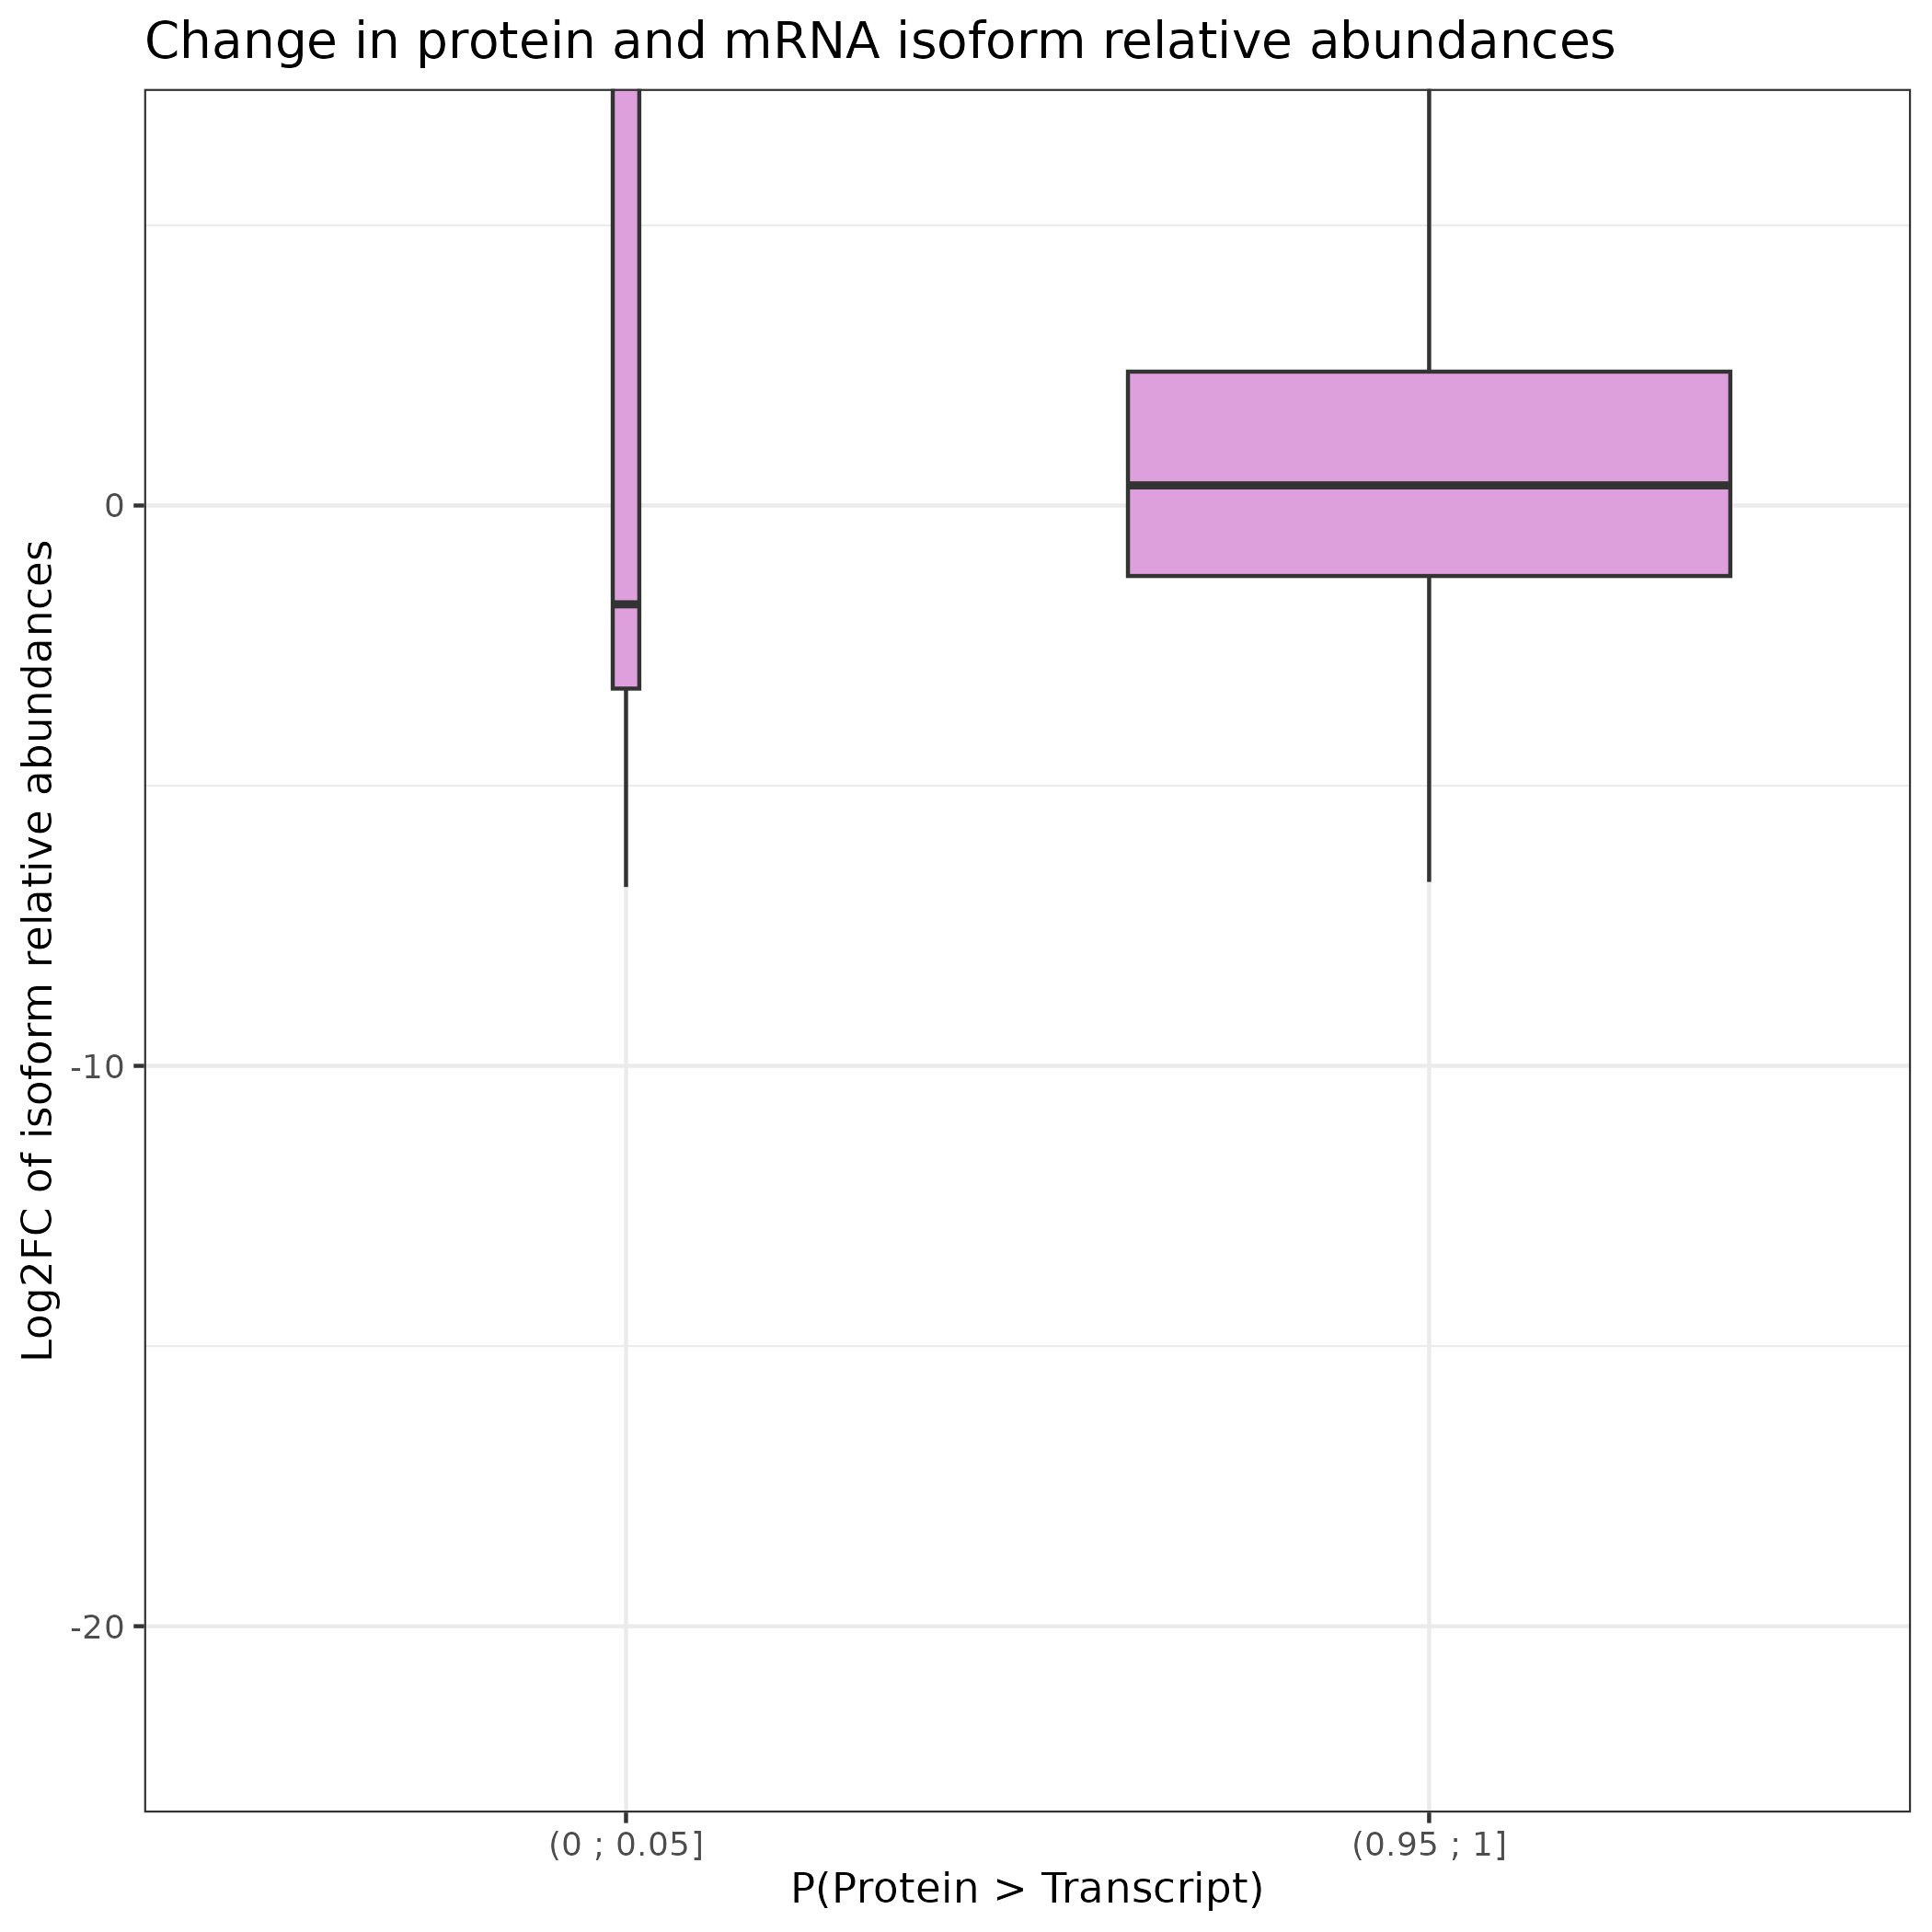 Change in protein and mRNA isoform relative abundances
Log2FC of isoform relative abundances
0
-10
-20
(0 ; 0.05]
(0.95 ; 1]
P(Protein > Transcript)